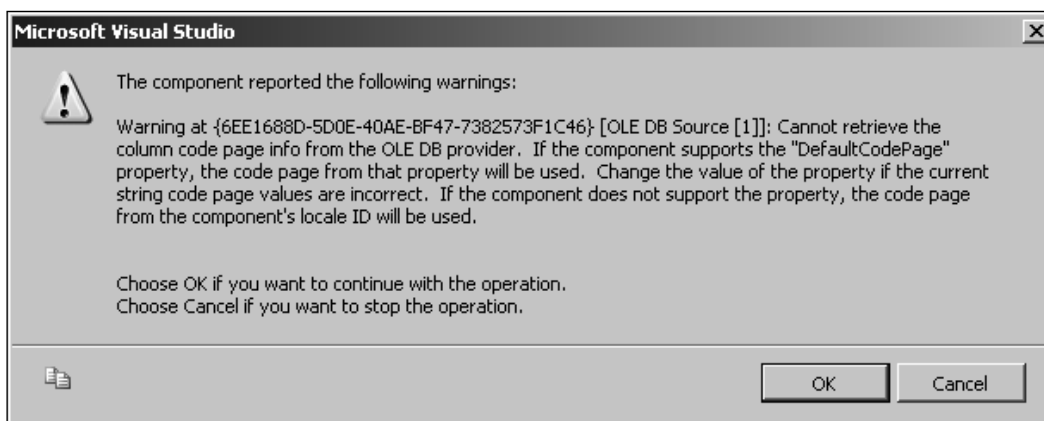 Microsoft Visual Studio
The component reported the following warnings:
Warning at {6EE1688D-5D0E-40AE-BF47-7382573F1C46} [OLE DB Source [1]]: Cannot retrieve the
column code page info from the OLE DB provider.  If the component supports the "DefaultCodePage"
property, the code page from that property will be used.  Change the value of the property if the current
string code page values are incorrect.  If the component does not support the property, the code page
from the component's locale ID will be used.
Choose OK if you want to continue with the operation.
Choose Cancel if you want to stop the operation.
OK
Cancel